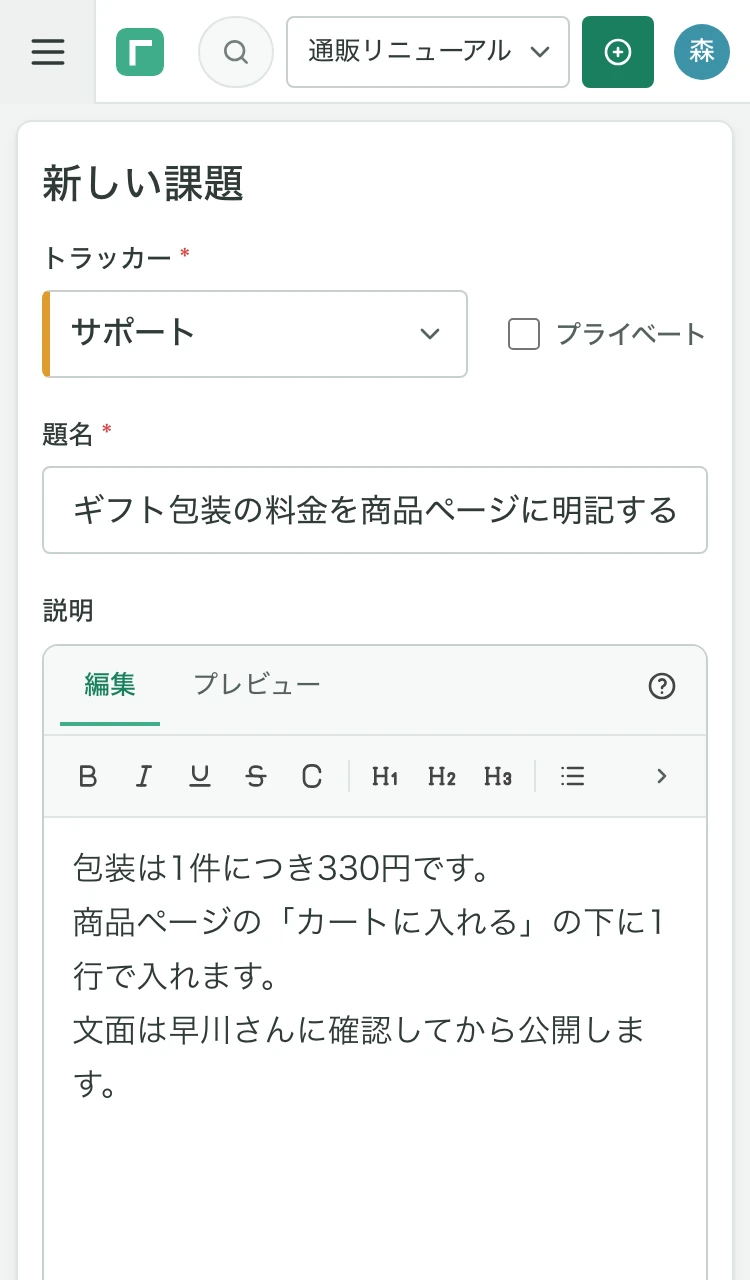 通販リニューアル
森
新しい課題
トラッカー *
サポート
プライベート
題名 *
ギフト包装の料金を商品ページに明記する
説明
編集 プレビュー
B I U S C H1 H2 H3
包装は1件につき330円です。
商品ページの「カートに入れる」の下に1
行で入れます。
文面は早川さんに確認してから公開しま
す。